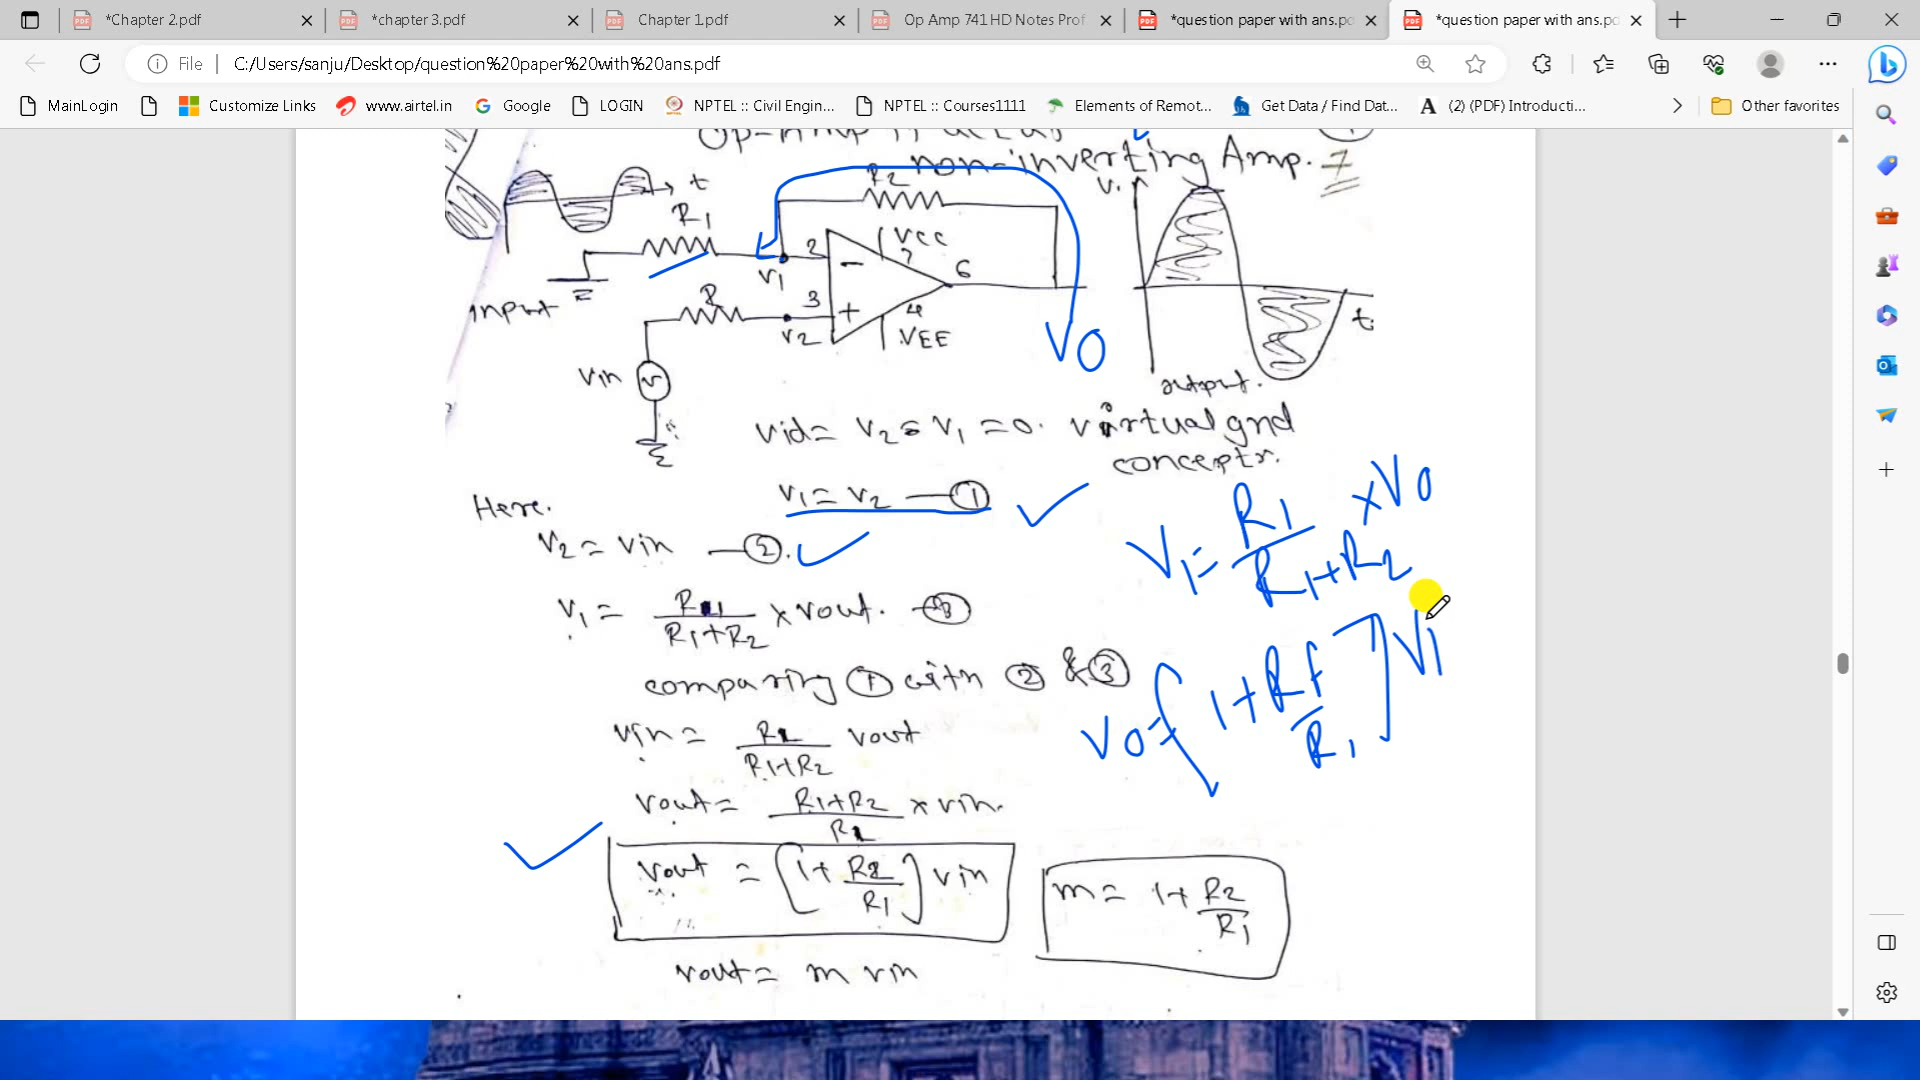 *Chapter 2.pdf
*chapter 3.pdf
Chapter 1.pdf
Op Amp 741 HD Notes Prof
*question paper with ans.pd
*question paper with ans.pd
File C:/Users/sanju/Desktop/question%20paper%20with%20ans.pdf
MainLogin
Customize Links
www.airtel.in
Google
LOGIN
NPTEL :: Civil Engin...
NPTEL :: Courses1111
Elements of Remot...
Get Data / Find Dat...
(2) (PDF) Introducti...
Other favorites
non-inverting Amp. 7
t
R1
R2
V.
2
VCC
7
V1
6
input
R
3
4
V2
VEE
VO
t
Vin
output.
Vid = V2 = V1 = 0. virtual gnd
concepts.
Here.
V1 = V2 —①
V2 = Vin —②.
V1 = R1/R1+R2 × Vout. —③
comparing ① with ② & ③
Vin = R1/R1+R2 Vout
Vout = R1+R2/R1 × Vin.
Vout = [1 + R2/R1] Vin
m = 1 + R2/R1
Vout = m Vin
V1 = R1/R1+R2 × VO
VO = [1 + Rf/R1] V1